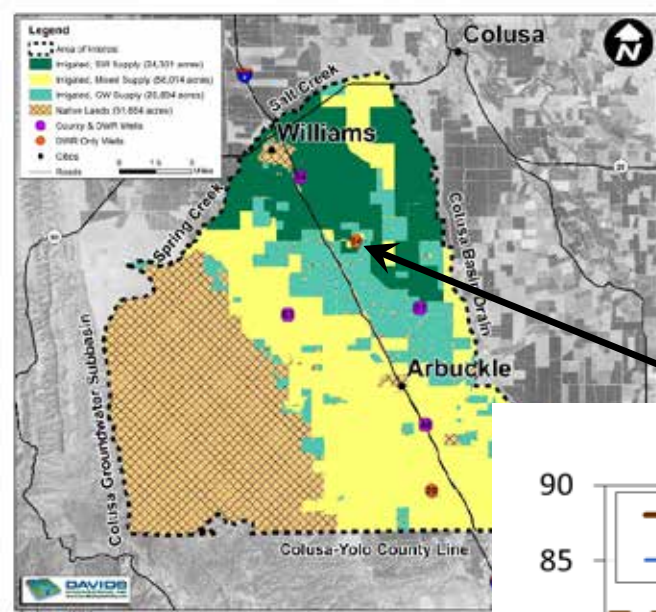 Legend
Area of Interest
Irrigated, SW Supply (24,301 acres)
Irrigated, Mixed Supply (56,014 acres)
Irrigated, GW Supply (20,894 acres)
Native Lands (51,664 acres)
County & DWR Wells
DWR Only Wells
Cities
Roads
Miles
Colusa
N
Salt Creek
Williams
Spring Creek
Colusa Basin Drain
Colusa Groundwater Subbasin
Arbuckle
Colusa-Yolo County Line
DAVIDS
90
85